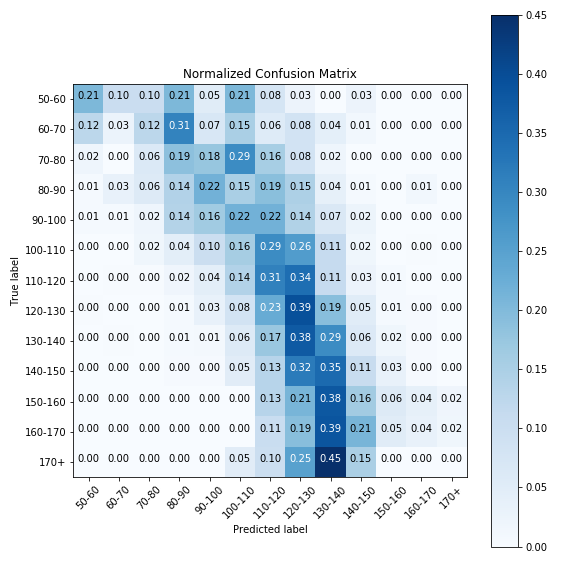 Normalized Confusion Matrix
True label
50-60 0.21 0.10 0.10 0.21 0.05 0.21 0.08 0.03 0.00 0.03 0.00 0.00 0.00
60-70 0.12 0.03 0.12 0.31 0.07 0.15 0.06 0.08 0.04 0.01 0.00 0.00 0.00
70-80 0.02 0.00 0.06 0.19 0.18 0.29 0.16 0.08 0.02 0.00 0.00 0.00 0.00
80-90 0.01 0.03 0.06 0.14 0.22 0.15 0.19 0.15 0.04 0.01 0.00 0.01 0.00
90-100 0.01 0.01 0.02 0.14 0.16 0.22 0.22 0.14 0.07 0.02 0.00 0.00 0.00
100-110 0.00 0.00 0.02 0.04 0.10 0.16 0.29 0.26 0.11 0.02 0.00 0.00 0.00
110-120 0.00 0.00 0.00 0.02 0.04 0.14 0.31 0.34 0.11 0.03 0.01 0.00 0.00
120-130 0.00 0.00 0.00 0.01 0.03 0.08 0.23 0.39 0.19 0.05 0.01 0.00 0.00
130-140 0.00 0.00 0.00 0.01 0.01 0.06 0.17 0.38 0.29 0.06 0.02 0.00 0.00
140-150 0.00 0.00 0.00 0.00 0.00 0.05 0.13 0.32 0.35 0.11 0.03 0.00 0.00
150-160 0.00 0.00 0.00 0.00 0.00 0.00 0.13 0.21 0.38 0.16 0.06 0.04 0.02
160-170 0.00 0.00 0.00 0.00 0.00 0.00 0.11 0.19 0.39 0.21 0.05 0.04 0.02
170+ 0.00 0.00 0.00 0.00 0.00 0.05 0.10 0.25 0.45 0.15 0.00 0.00 0.00
50-60 60-70 70-80 80-90 90-100 100-110 110-120 120-130 130-140 140-150 150-160 160-170 170+
Predicted label
0.45
0.40
0.35
0.30
0.25
0.20
0.15
0.10
0.05
0.00